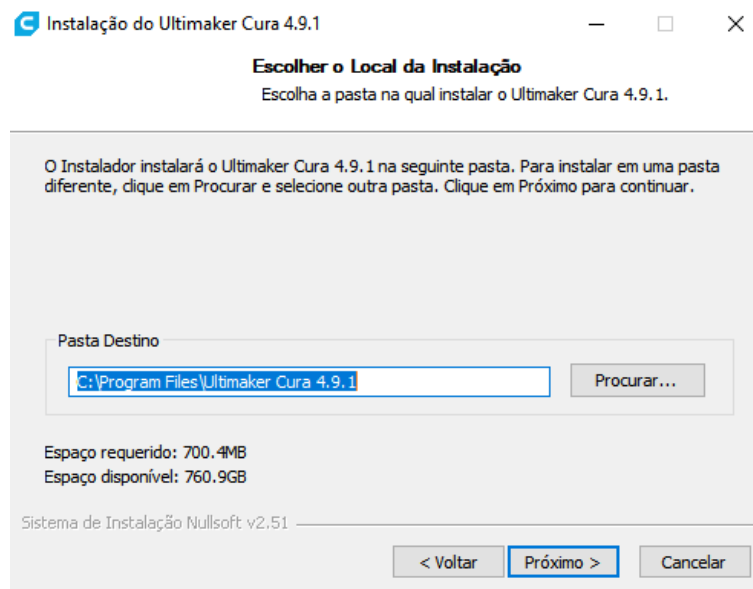 Instalação do Ultimaker Cura 4.9.1
Escolher o Local da Instalação
Escolha a pasta na qual instalar o Ultimaker Cura 4.9.1.
O Instalador instalará o Ultimaker Cura 4.9.1 na seguinte pasta. Para instalar em uma pasta
diferente, clique em Procurar e selecione outra pasta. Clique em Próximo para continuar.
Pasta Destino
C:\Program Files\Ultimaker Cura 4.9.1
Procurar...
Espaço requerido: 700.4MB
Espaço disponível: 760.9GB
Sistema de Instalação Nullsoft v2.51
< Voltar
Próximo >
Cancelar